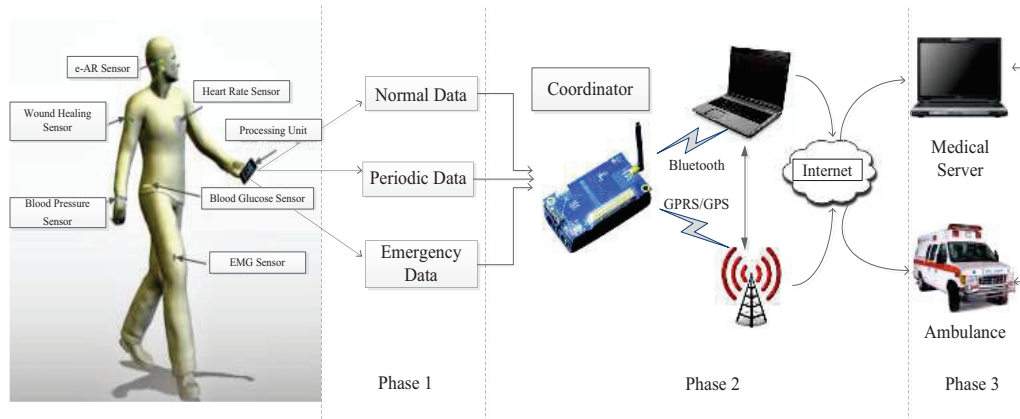 e-AR Sensor
Heart Rate Sensor
Wound Healing
Sensor
Processing Unit
Blood Pressure
Sensor
Blood Glucose Sensor
EMG Sensor
Normal Data
Periodic Data
Emergency
Data
Phase 1
Coordinator
Bluetooth
GPRS/GPS
Internet
Phase 2
Medical
Server
Ambulance
Phase 3